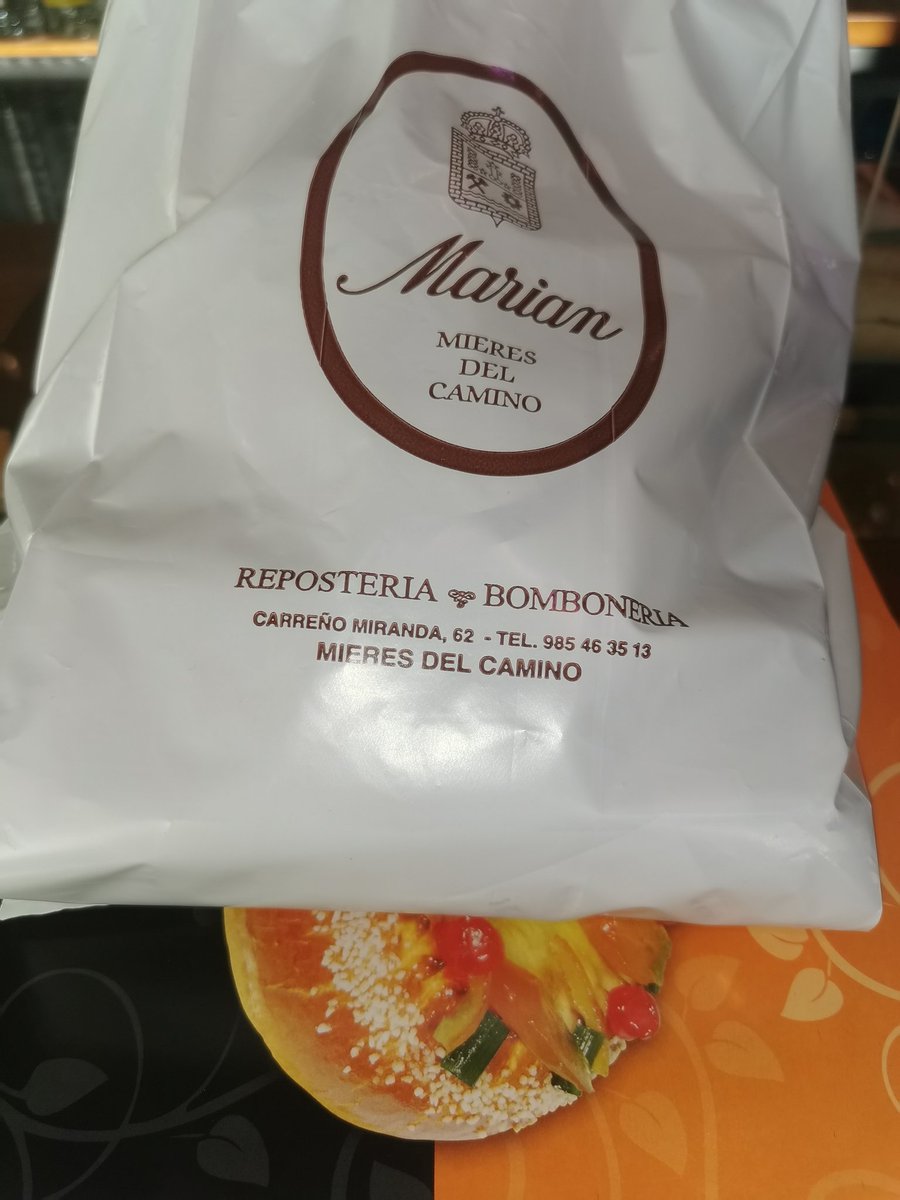 Marian
MIERES
DEL
CAMINO
REPOSTERIA BOMBONERIA
CARREÑO MIRANDA, 62 - TEL. 985 46 35 13
MIERES DEL CAMINO